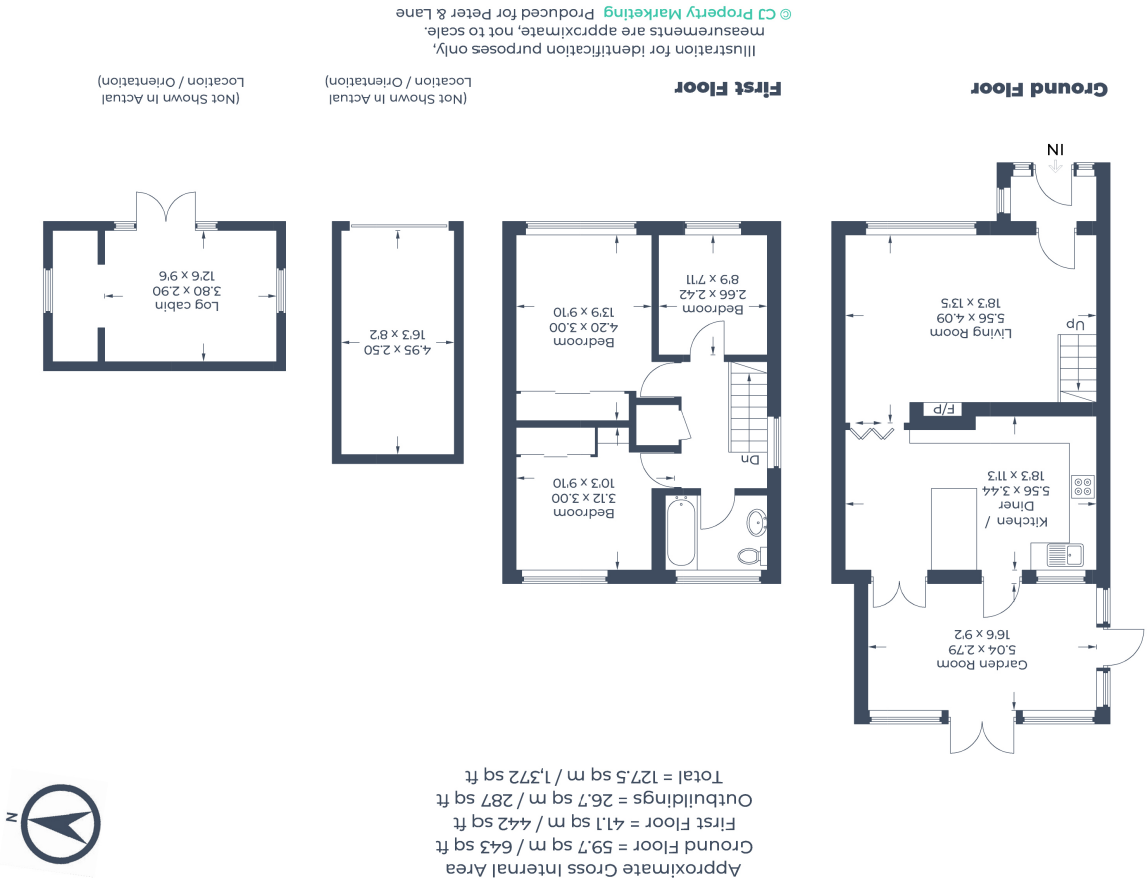 Approximate Gross Internal Area
Ground Floor = 59.7 sq m / 643 sq ft
First Floor = 41.1 sq m / 442 sq ft
Outbuildings = 26.7 sq m / 287 sq ft
Total = 127.5 sq m / 1,372 sq ft
N
Garden Room
5.04 x 2.79
16'6 x 9'2
Kitchen /
Diner
5.56 x 3.44
18'3 x 11'3
F/P
Up
Living Room
5.56 x 4.09
18'3 x 13'5
IN
Ground Floor
Bedroom
3.12 x 3.00
10'3 x 9'10
Dn
Bedroom
4.20 x 3.00
13'9 x 9'10
Bedroom
2.66 x 2.42
8'9 x 7'11
First Floor
4.95 x 2.50
16'3 x 8'2
(Not Shown In Actual
Location / Orientation)
Log cabin
3.80 x 2.90
12'6 x 9'6
(Not Shown In Actual
Location / Orientation)
Illustration for identification purposes only,
measurements are approximate, not to scale.
© CJ Property Marketing Produced for Peter & Lane